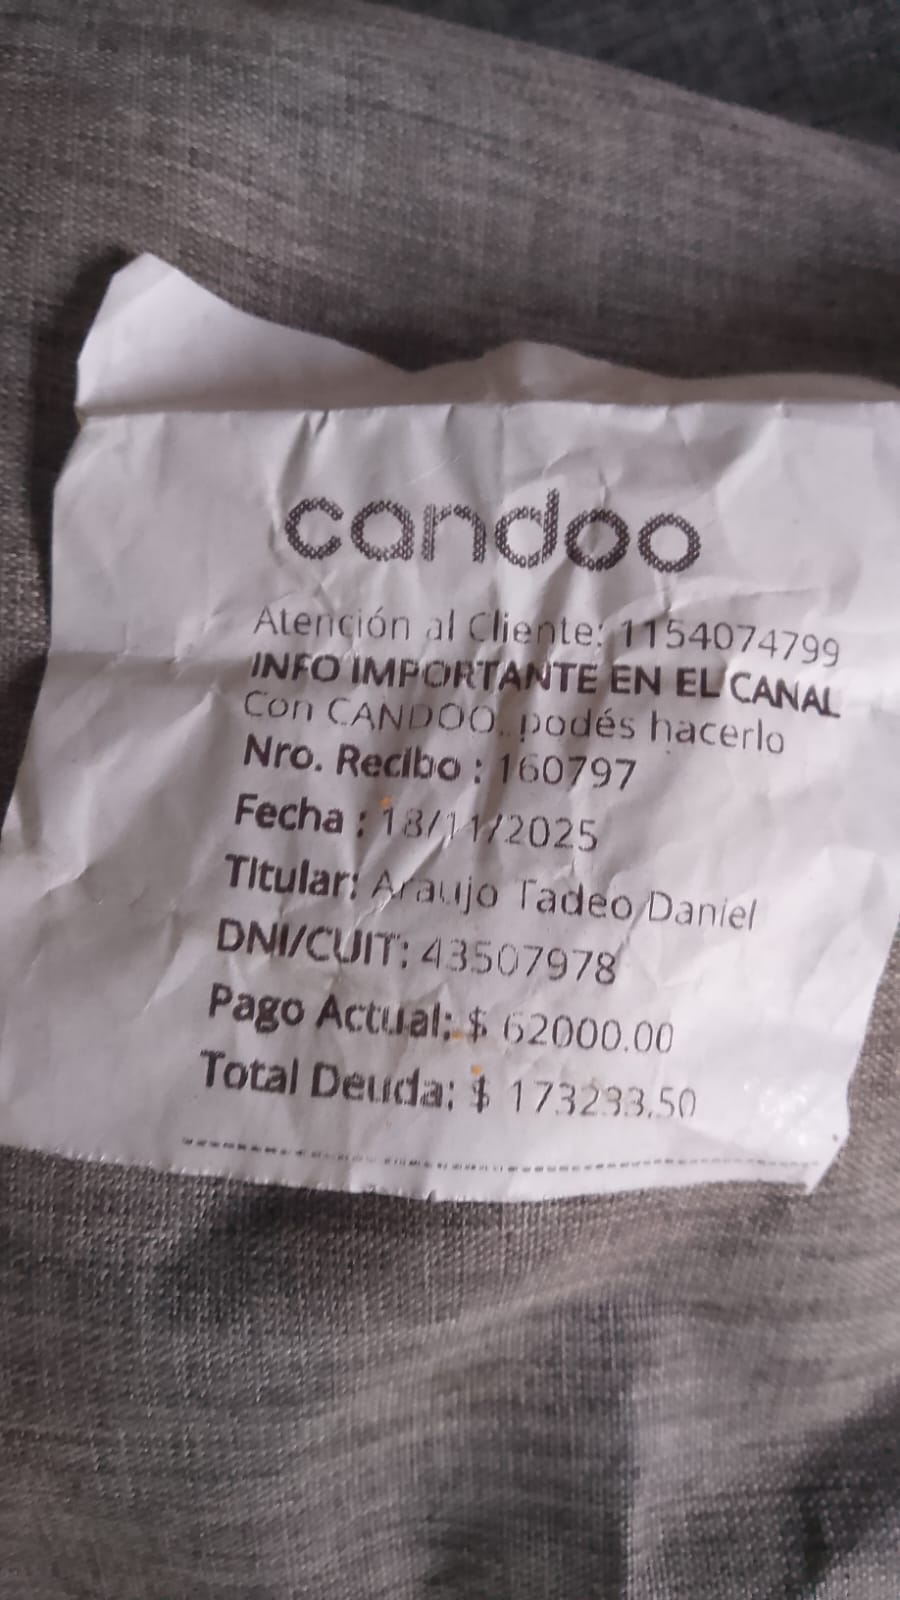 candoo
Atención al Cliente: 1154074799
INFO IMPORTANTE EN EL CANAL
Con CANDOO, podés hacerlo
Nro. Recibo : 160797
Fecha : 18/11/2025
Titular: Araujo Tadeo Daniel
DNI/CUIT: 43507978
Pago Actual: $ 62000.00
Total Deuda: $ 173233.50